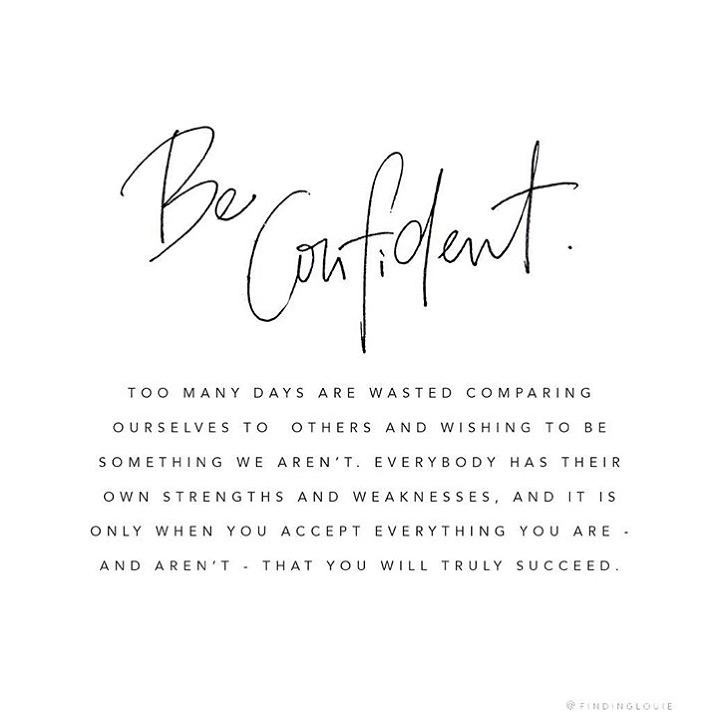 Be
Confident.
TOO MANY DAYS ARE WASTED COMPARING
OURSELVES TO OTHERS AND WISHING TO BE
SOMETHING WE AREN'T. EVERYBODY HAS THEIR
OWN STRENGTHS AND WEAKNESSES, AND IT IS
ONLY WHEN YOU ACCEPT EVERYTHING YOU ARE -
AND AREN'T - THAT YOU WILL TRULY SUCCEED.
@FINDINGLOUIE